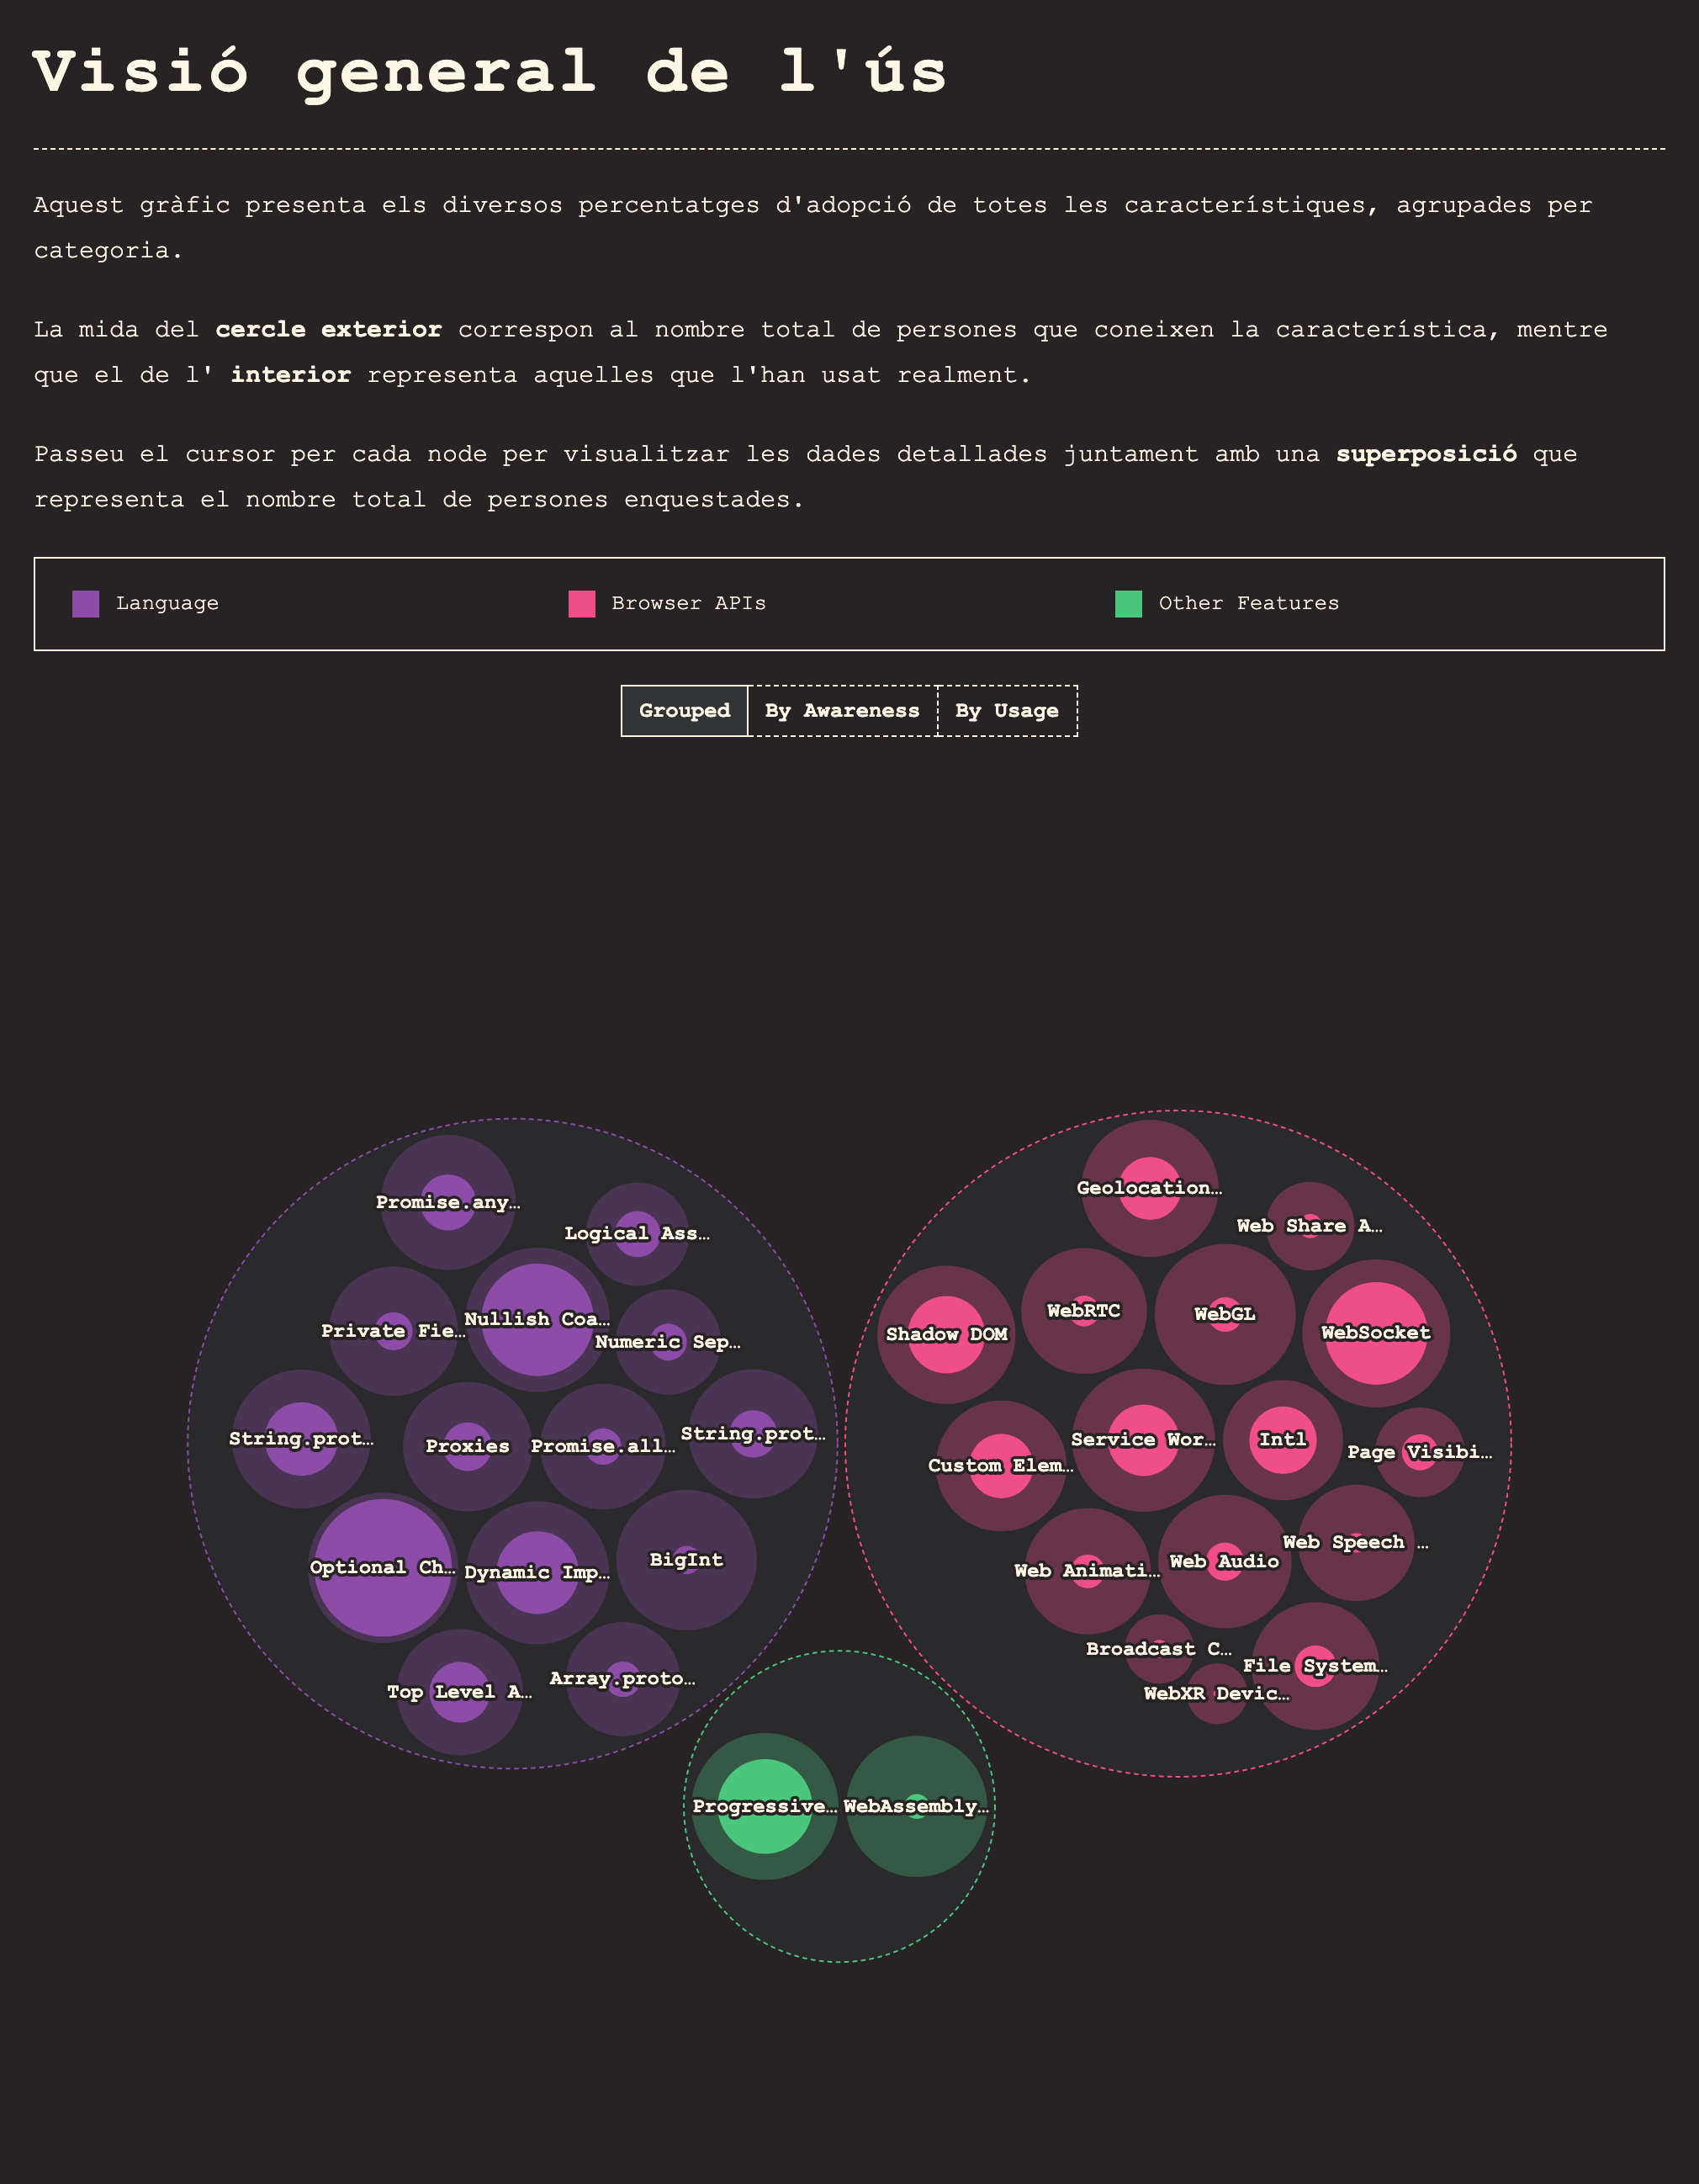 Visió general de l'ús
Aquest gràfic presenta els diversos percentatges d'adopció de totes les característiques, agrupades per
categoria.
La mida del cercle exterior correspon al nombre total de persones que coneixen la característica, mentre
que el de l' interior representa aquelles que l'han usat realment.
Passeu el cursor per cada node per visualitzar les dades detallades juntament amb una superposició que
representa el nombre total de persones enquestades.
Language
Browser APIs
Other Features
Grouped
By Awareness
By Usage
Promise.any…
Logical Ass…
Private Fie…
Nullish Coa…
Numeric Sep…
String.prot…
Proxies
Promise.all…
String.prot…
Optional Ch…
Dynamic Imp…
BigInt
Top Level A…
Array.proto…
Geolocation…
Web Share A…
Shadow DOM
WebRTC
WebGL
WebSocket
Custom Elem…
Service Wor…
Intl
Page Visibi…
Web Animati…
Web Audio
Web Speech …
Broadcast C…
File System…
WebXR Devic…
Progressive…
WebAssembly…